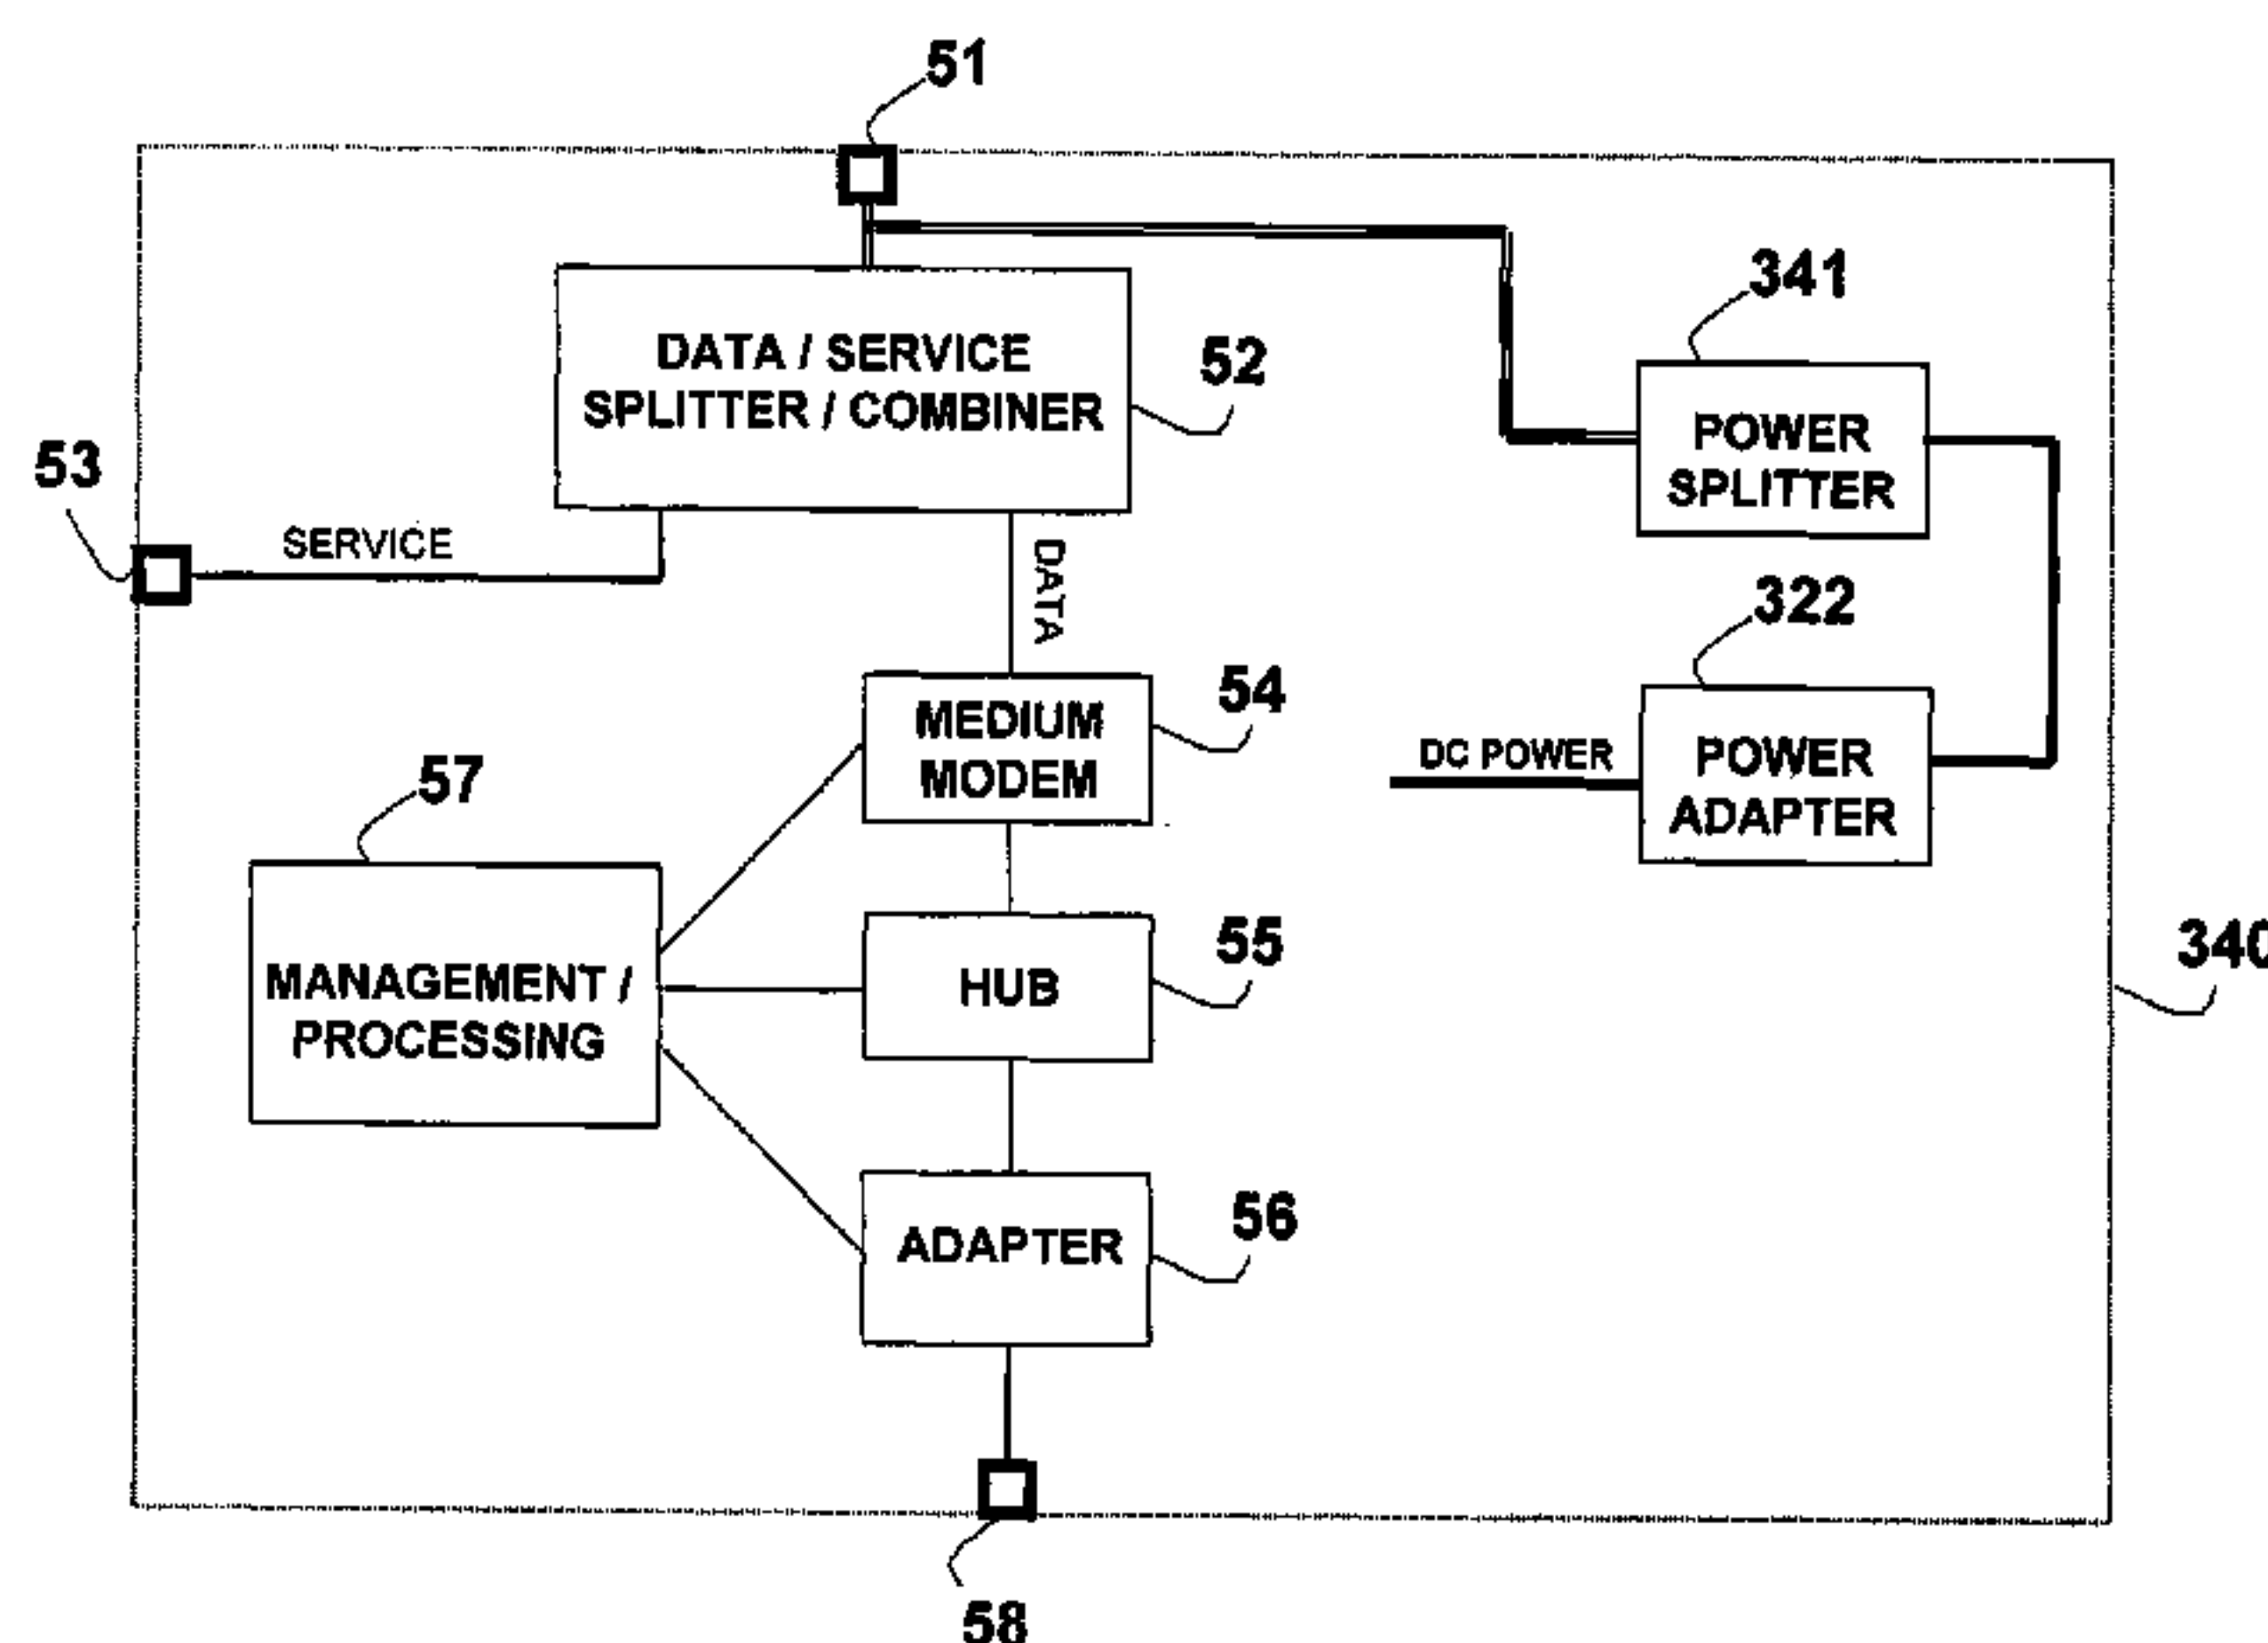 51
341
DATA / SERVICE
SPLITTER / COMBINER
52
POWER
SPLITTER
53
SERVICE
DATA
322
54
MEDIUM
MODEM
DC POWER
POWER
ADAPTER
57
55
340
MANAGEMENT /
PROCESSING
HUB
56
ADAPTER
58